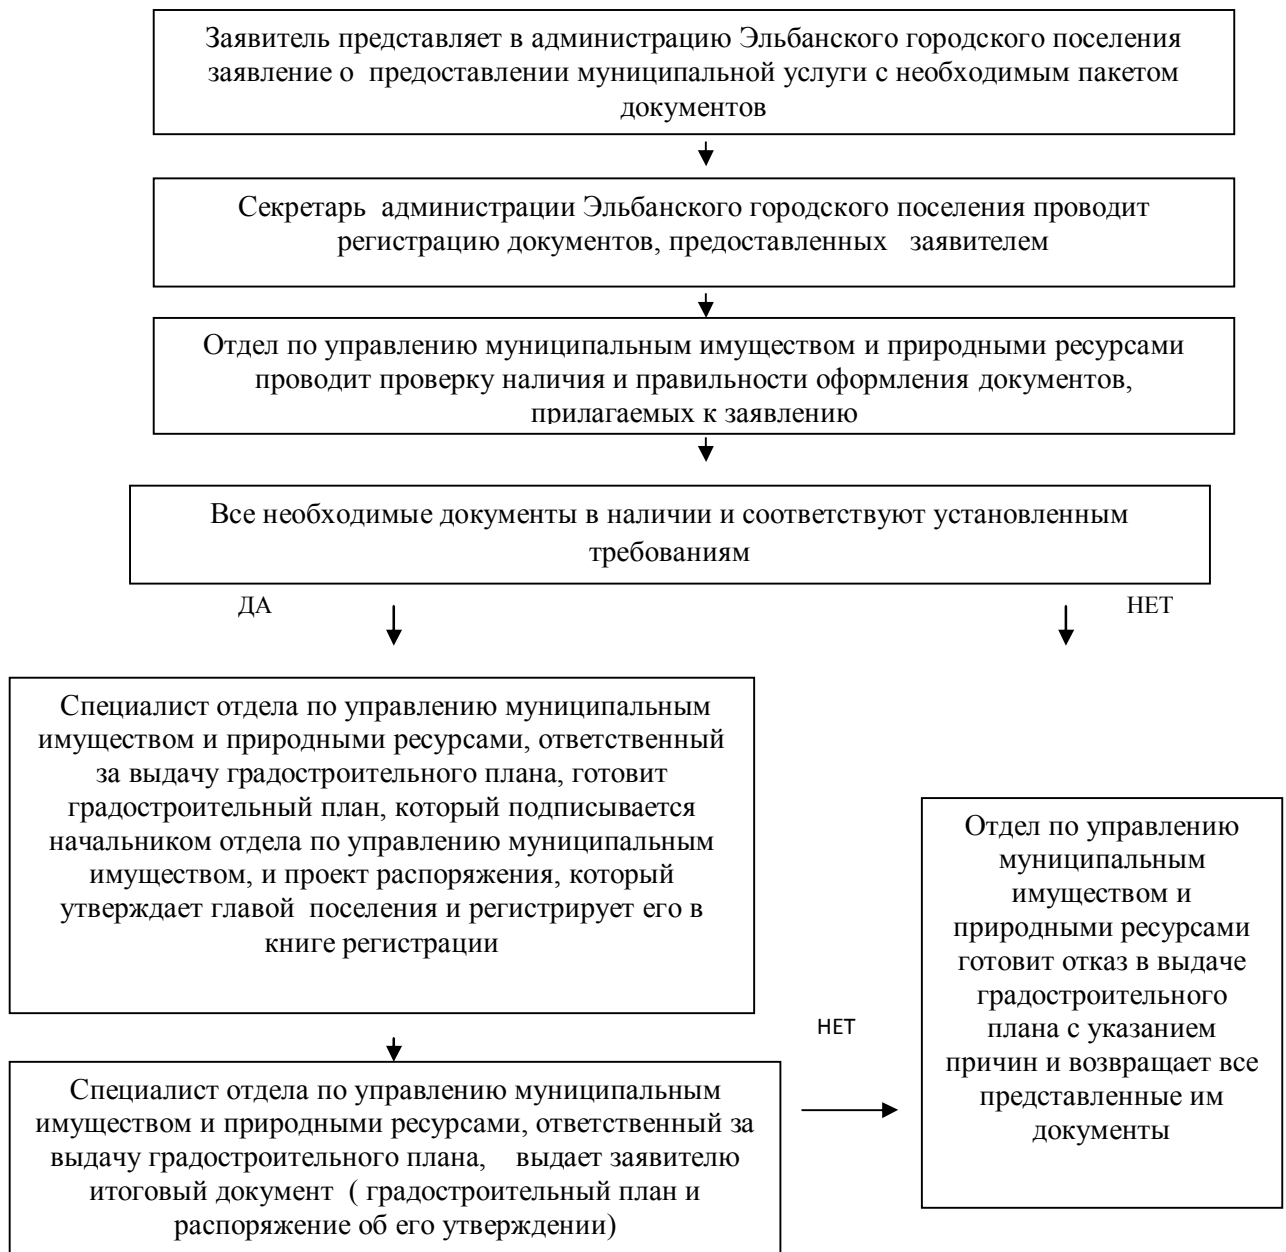 Заявитель представляет в администрацию Эльбанского городского поселения
заявление о предоставлении муниципальной услуги с необходимым пакетом
документов
Секретарь администрации Эльбанского городского поселения проводит
регистрацию документов, предоставленных заявителем
Отдел по управлению муниципальным имуществом и природными ресурсами
проводит проверку наличия и правильности оформления документов,
прилагаемых к заявлению
Все необходимые документы в наличии и соответствуют установленным
требованиям
ДА
НЕТ
Специалист отдела по управлению муниципальным
имуществом и природными ресурсами, ответственный
за выдачу градостроительного плана, готовит
градостроительный план, который подписывается
начальником отдела по управлению муниципальным
имуществом, и проект распоряжения, который
утверждает главой поселения и регистрирует его в
книге регистрации
Отдел по управлению
муниципальным
имуществом и
природными ресурсами
готовит отказ в выдаче
градостроительного
плана с указанием
причин и возвращает все
представленные им
документы
НЕТ
Специалист отдела по управлению муниципальным
имуществом и природными ресурсами, ответственный за
выдачу градостроительного плана, выдает заявителю
итоговый документ ( градостроительный план и
распоряжение об его утверждении)